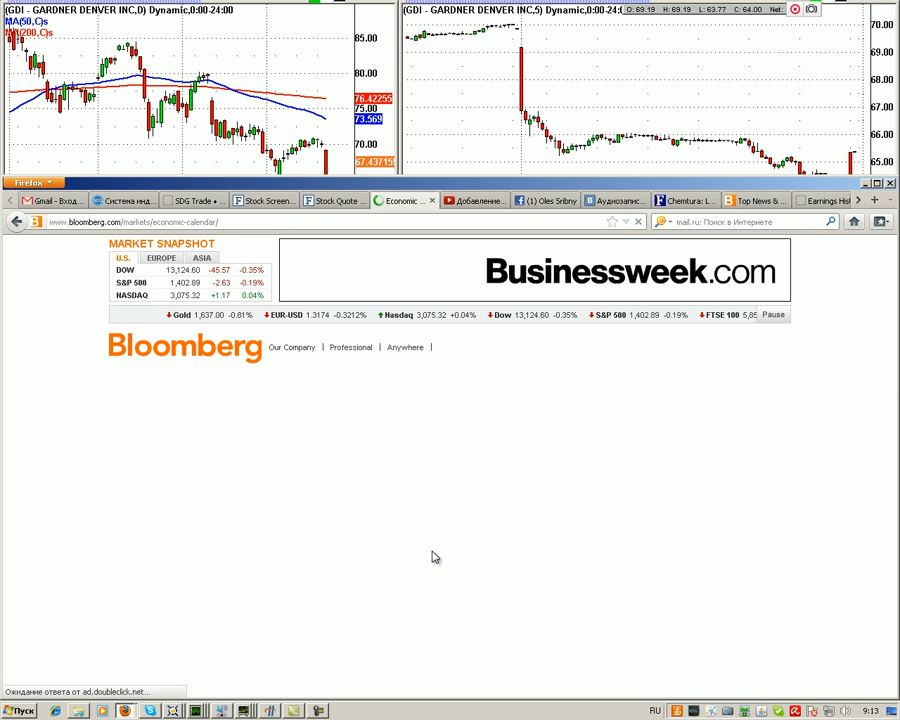 (GDI - GARDNER DENVER INC,D) Dynamic,0:00-24:00
MA(50,C)s
MA(200,C)s
85.00
80.00
76.42255
75.00
73.569
70.00
67.43715
(GDI - GARDNER DENVER INC,5) Dynamic,0:00-24:0
O: 69.19 H: 69.19 L: 63.77 C: 64.00 Net:
70.00
69.00
68.00
67.00
66.00
65.00
Firefox
Gmail - Вход...
Система инд...
SDG Trade • ...
Stock Screen...
Stock Quote ...
Economic ...
Добавление...
(1) Oles Sribny
Аудиозапис...
Chemtura: L...
Top News & ...
Earnings Hist
www.bloomberg.com/markets/economic-calendar/
mail.ru: Поиск в Интернете
MARKET SNAPSHOT
U.S. EUROPE ASIA
DOW 13,124.60 -45.57 -0.35%
S&P 500 1,402.89 -2.63 -0.19%
NASDAQ 3,075.32 +1.17 0.04%
Businessweek.com
Gold 1,637.00 -0.81% EUR-USD 1.3174 -0.3212% Nasdaq 3,075.32 +0.04% Dow 13,124.60 -0.35% S&P 500 1,402.89 -0.19% FTSE 100 5,85 Pause
Bloomberg
Our Company | Professional | Anywhere |
Ожидание ответа от ad.doubleclick.net...
Пуск
RU
9:13